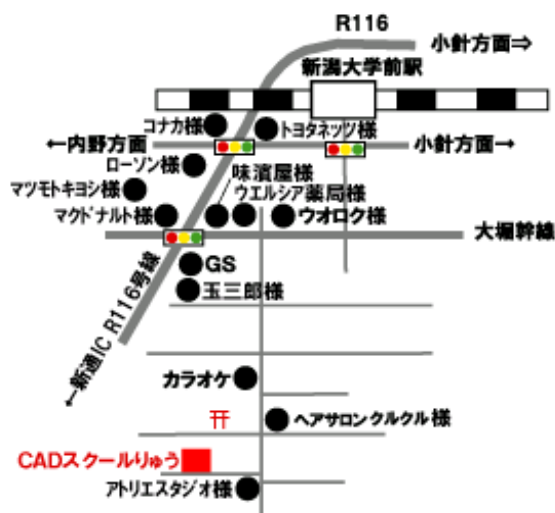 R116
小針方面⇒
新潟大学前駅
コナカ様
トヨタネッツ様
←内野方面
小針方面→
ローソン様
味濱屋様
マツモトキヨシ様
ウエルシア薬局様
マクドナルト様
ウオロク様
大堀幹線
GS
玉三郎様
←新通IC R116号線
カラオケ
ヘアサロンクルクル様
CADスクールりゅう
アトリエスタジオ様